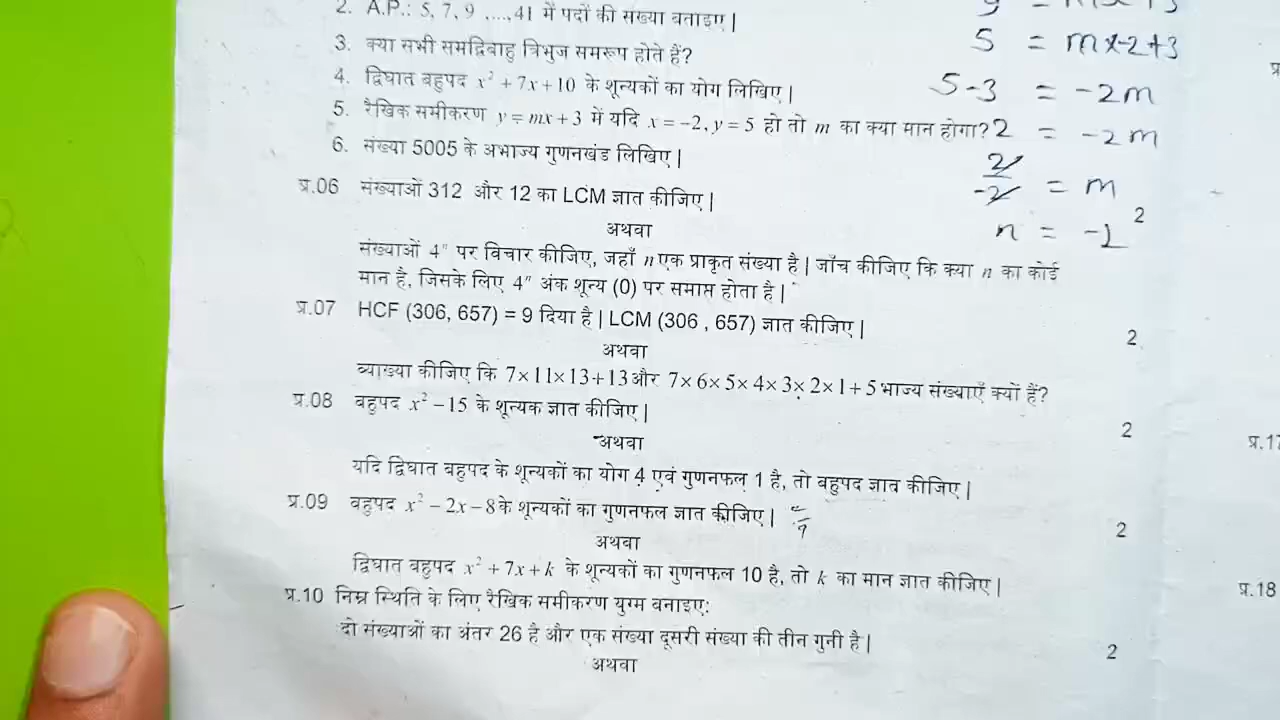 2. A.P.: 5, 7, 9 ....,41 में पदों की संख्या बताइए |
3. क्या सभी समद्विबाहु त्रिभुज समरूप होते हैं?
5 = mx-2+3
4. द्विघात बहुपद x² + 7x + 10 के शून्यकों का योग लिखिए |
5-3 = -2m
5. रैखिक समीकरण y = mx + 3 में यदि x = −2, y = 5 हो तो m का क्या मान होगा?
2 = -2m
6. संख्या 5005 के अभाज्य गुणनखंड लिखिए |
2/-2 = m
प्र.06 संख्याओं 312 और 12 का LCM ज्ञात कीजिए | 2
n = -1
अथवा
संख्याओं 4ⁿ पर विचार कीजिए, जहाँ n एक प्राकृत संख्या है | जाँच कीजिए कि क्या n का कोई
मान है, जिसके लिए 4ⁿ अंक शून्य (0) पर समाप्त होता है |
प्र.07 HCF (306, 657) = 9 दिया है | LCM (306 , 657) ज्ञात कीजिए | 2
अथवा
व्याख्या कीजिए कि 7×11×13+13 और 7×6×5×4×3×2×1+5 भाज्य संख्याएँ क्यों हैं?
प्र.08 बहुपद x² −15 के शून्यक ज्ञात कीजिए | 2
अथवा
यदि द्विघात बहुपद के शून्यकों का योग 4 एवं गुणनफल 1 है, तो बहुपद ज्ञात कीजिए |
प्र.09 बहुपद x² − 2x − 8 के शून्यकों का गुणनफल ज्ञात कीजिए | 2
अथवा
द्विघात बहुपद x² + 7x + k के शून्यकों का गुणनफल 10 है, तो k का मान ज्ञात कीजिए |
प्र.10 निम्न स्थिति के लिए रैखिक समीकरण युग्म बनाइए:
दो संख्याओं का अंतर 26 है और एक संख्या दूसरी संख्या की तीन गुनी है | 2
अथवा
प्र.17
प्र.18